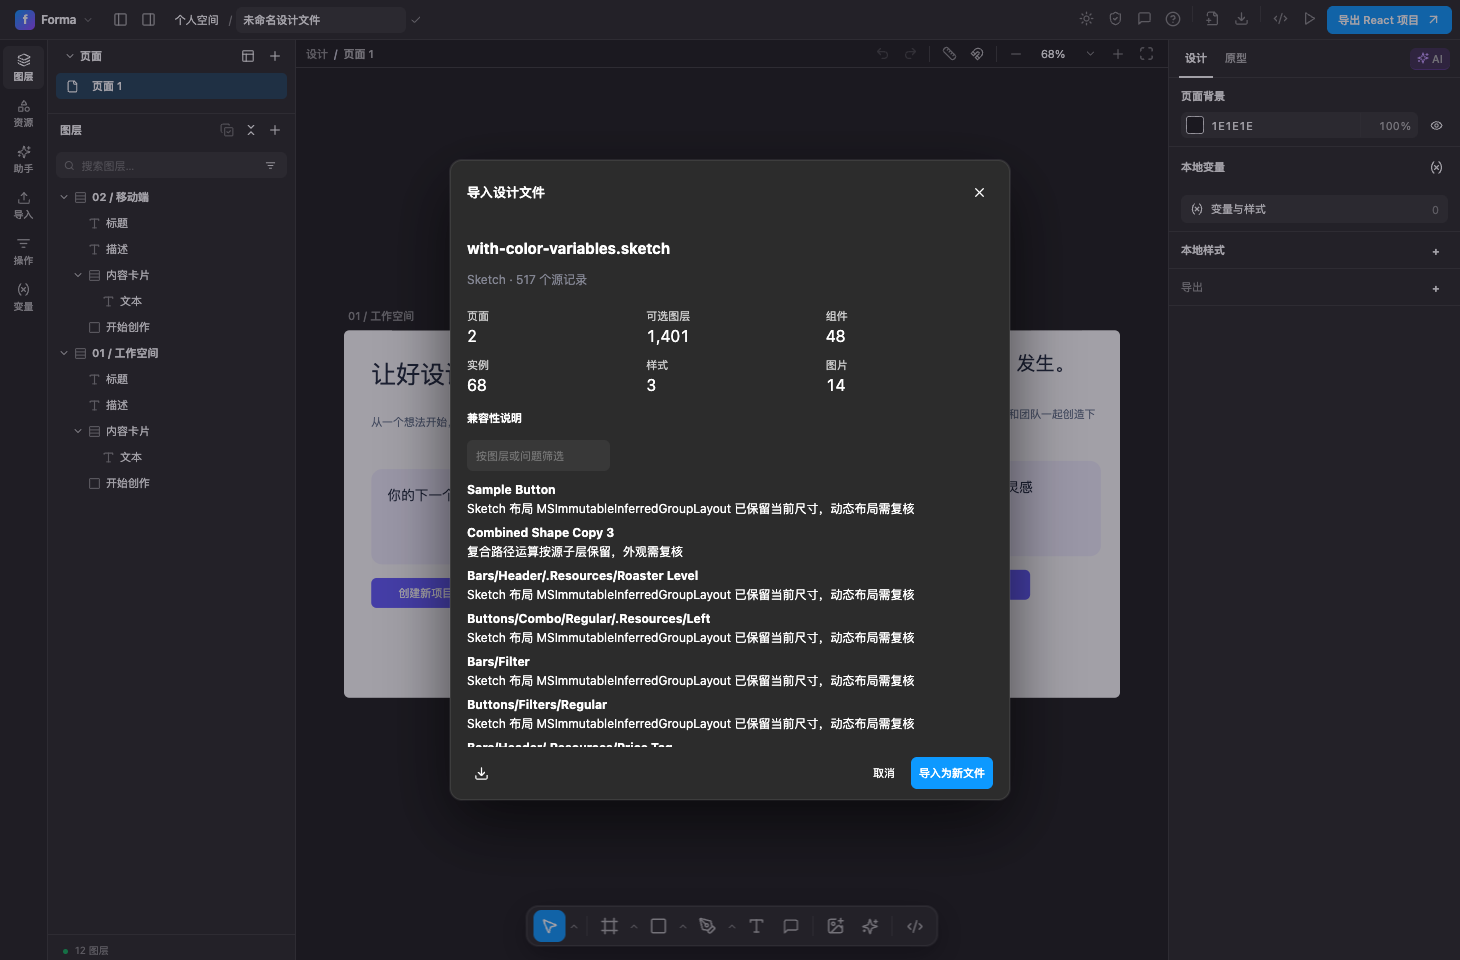 f Forma
个人空间 / 未命名设计文件
导出 React 项目
图层
资源
助手
导入
操作
变量
页面
页面 1
图层
搜索图层...
02 / 移动端
标题
描述
内容卡片
文本
开始创作
01 / 工作空间
标题
描述
内容卡片
文本
开始创作
12 图层
设计 / 页面 1
68%
01 / 工作空间
让好设
从一个想法开始
你的下一个
创建新项目
发生。
和团队一起创造下
灵感
导入设计文件
with-color-variables.sketch
Sketch · 517 个源记录
页面
2
可选图层
1,401
组件
48
实例
68
样式
3
图片
14
兼容性说明
按图层或问题筛选
Sample Button
Sketch 布局 MSImmutableInferredGroupLayout 已保留当前尺寸，动态布局需复核
Combined Shape Copy 3
复合路径运算按源子层保留，外观需复核
Bars/Header/.Resources/Roaster Level
Sketch 布局 MSImmutableInferredGroupLayout 已保留当前尺寸，动态布局需复核
Buttons/Combo/Regular/.Resources/Left
Sketch 布局 MSImmutableInferredGroupLayout 已保留当前尺寸，动态布局需复核
Bars/Filter
Sketch 布局 MSImmutableInferredGroupLayout 已保留当前尺寸，动态布局需复核
Buttons/Filters/Regular
Sketch 布局 MSImmutableInferredGroupLayout 已保留当前尺寸，动态布局需复核
Bars/Header/.Resources/Price Tag
取消
导入为新文件
设计
原型
AI
页面背景
1E1E1E
100%
本地变量
变量与样式
0
本地样式
导出